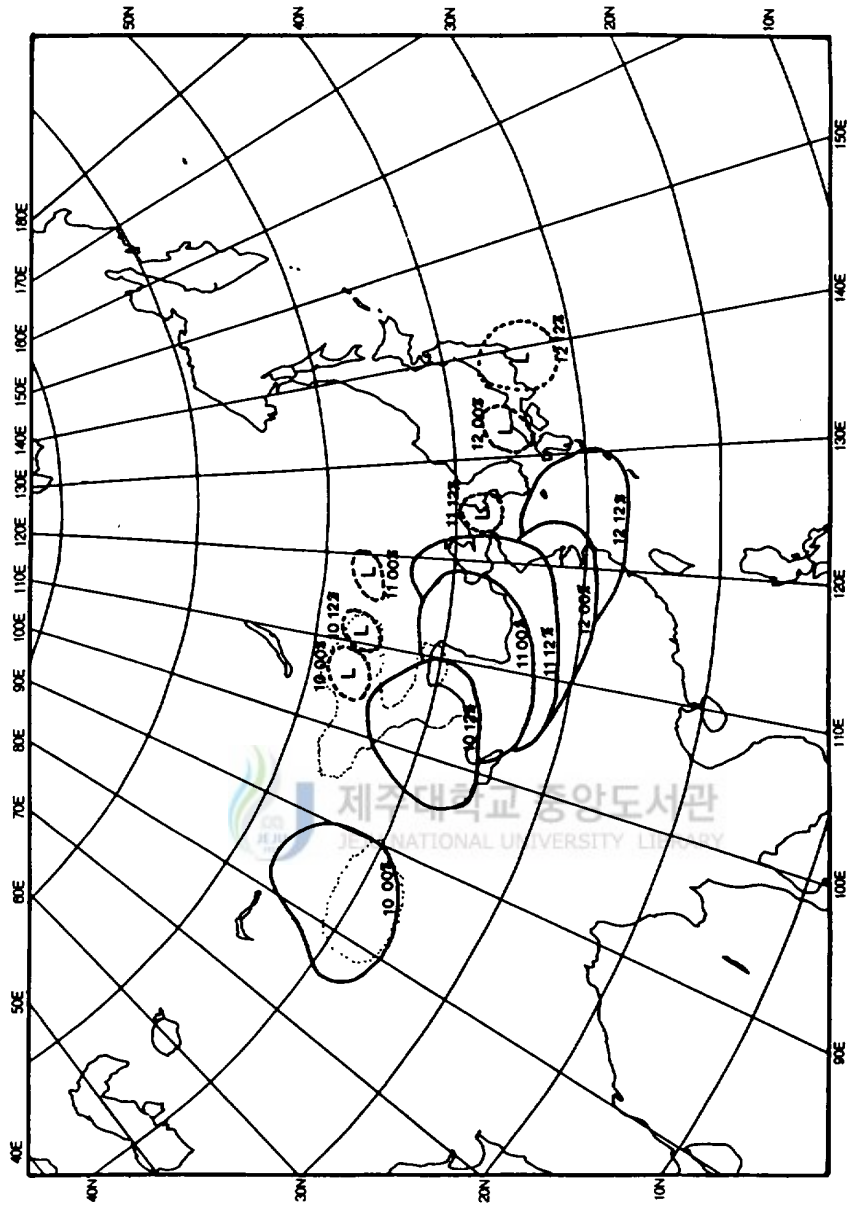 50N
40N
30N
20N
10N
180E
170E
160E
150E
140E
130E
120E
110E
100E
90E
80E
70E
60E
50E
40E
40N
30N
20N
10N
150E
140E
130E
120E
110E
100E
90E
10 00Z
L
10 12Z
L
L
11 00Z
11 12Z
L
12 00Z
L
L
12 12Z
10 00Z
10 12Z
11 00Z
11 12Z
12 00Z
12 12Z
제주대학교 중앙도서관
JEJU NATIONAL UNIVERSITY LIBRARY